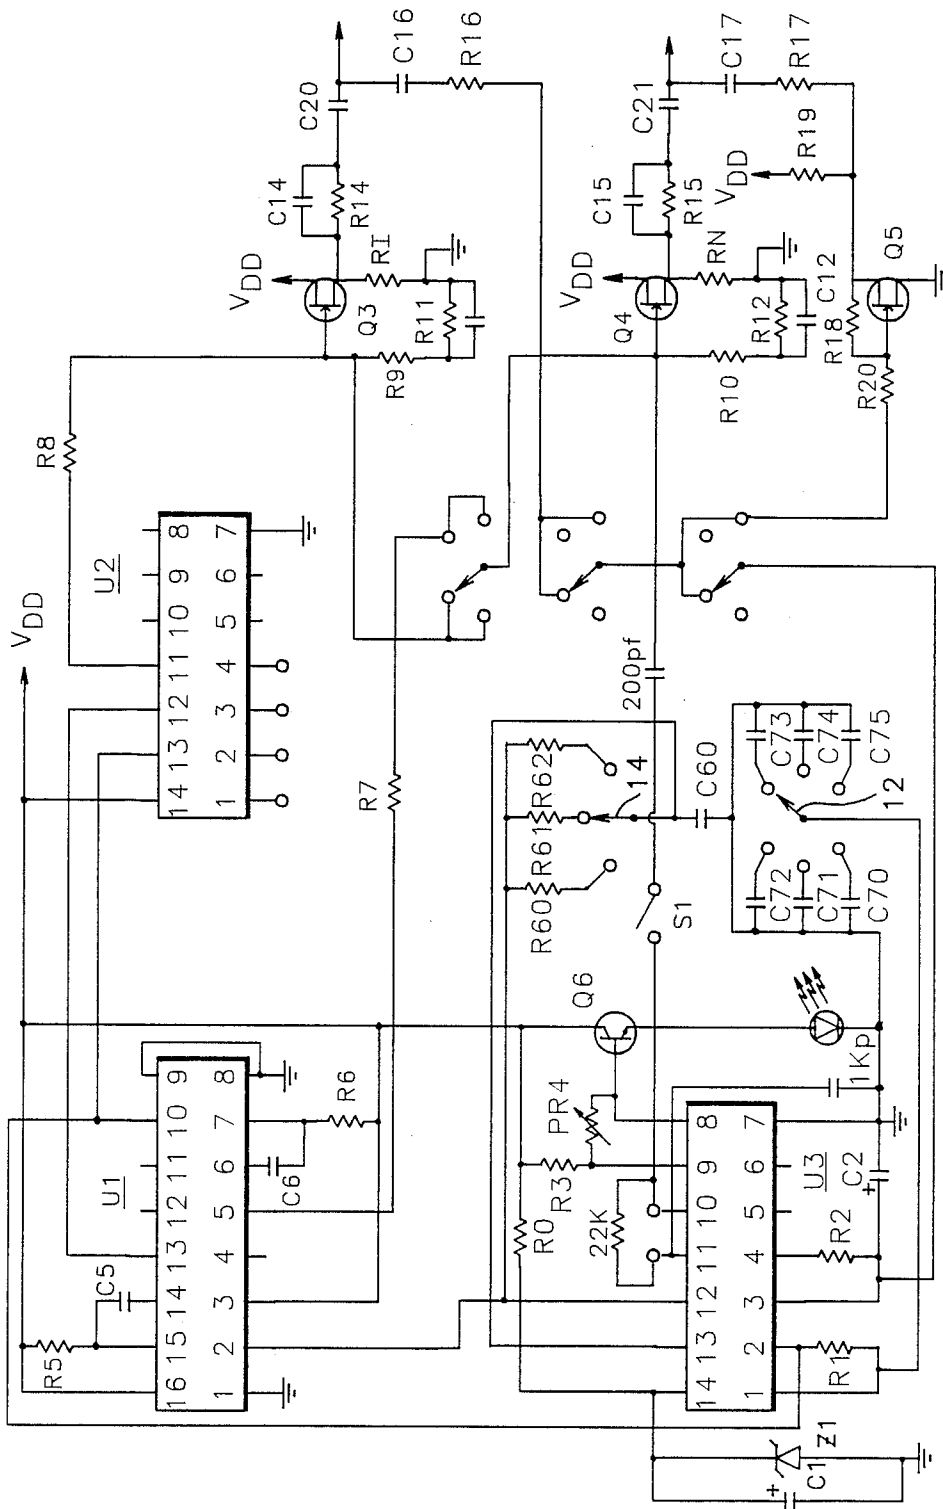 C20
C16
R16
C14
R14
VDD
RI
Q3
R11
R9
R8
C21
C17
R17
C15
R15
VDD
R19
VDD
RN
Q4
R12
C12
R10
R18
Q5
R20
VDD
U2
14 13 12 11 10 9 8
1 2 3 4 5 6 7
R7
200pf
R62
R61
R60
14
C60
S1
C73
C74
C75
12
C72
C71
C70
Q6
1Kp
U1
16 15 14 13 12 11 10 9
1 2 3 4 5 6 7 8
R5
C5
C6
R6
PR4
R3
R0
22K
U3
14 13 12 11 10 9 8
1 2 3 4 5 6 7
C2
R2
R1
+
+
C1
Z1